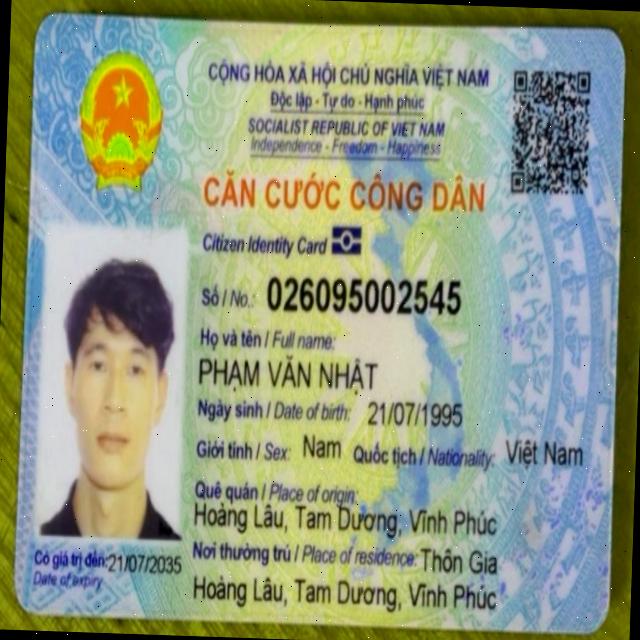 CỘNG HÒA XÃ HỘI CHỦ NGHĨA VIỆT NAM
Độc lập - Tự do - Hạnh phúc
SOCIALIST REPUBLIC OF VIET NAM
Independence - Freedom - Happiness
CĂN CƯỚC CÔNG DÂN
Citizen Identity Card
Số / No.: 026095002545
Họ và tên / Full name:
PHẠM VĂN NHẬT
Ngày sinh / Date of birth: 21/07/1995
Giới tính / Sex: Nam Quốc tịch / Nationality: Việt Nam
Quê quán / Place of origin:
Hoàng Lâu, Tam Dương, Vĩnh Phúc
Nơi thường trú / Place of residence: Thôn Gia
Hoàng Lâu, Tam Dương, Vĩnh Phúc
Có giá trị đến: 21/07/2035
Date of expiry